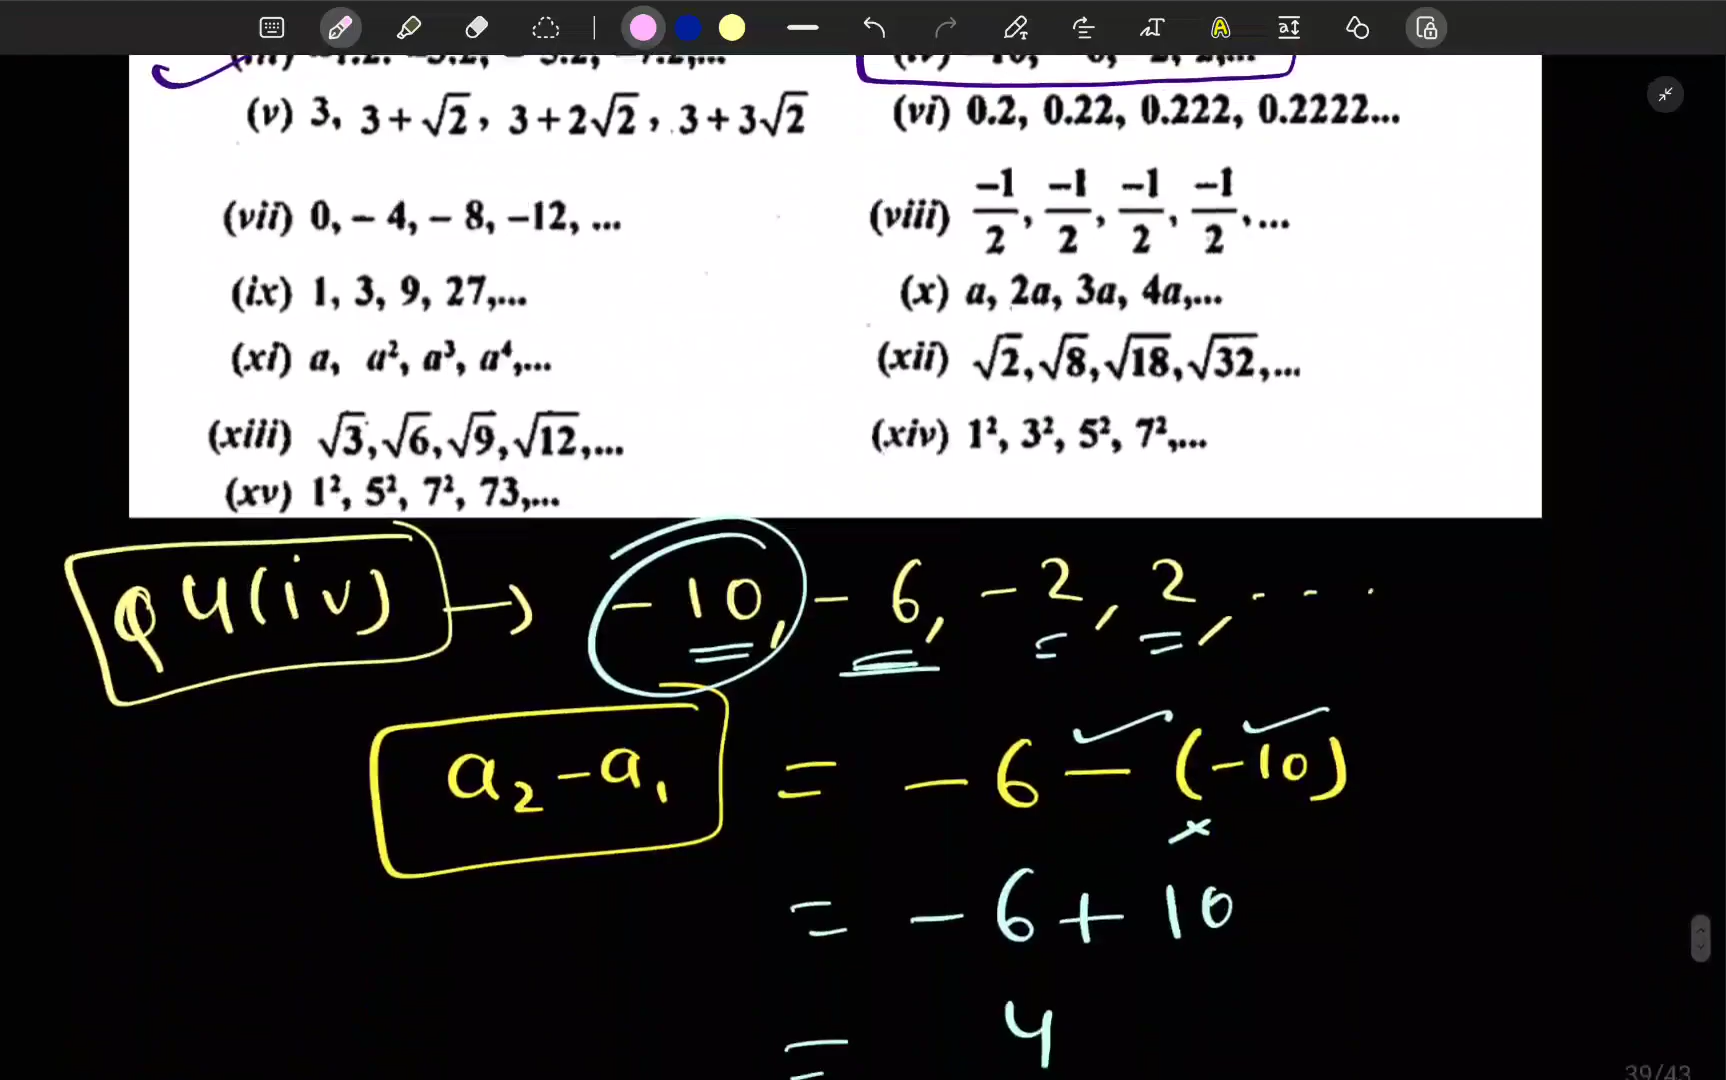 (v) 3, 3 + √2, 3 + 2√2, 3 + 3√2
(vi) 0.2, 0.22, 0.222, 0.2222...
(vii) 0, – 4, – 8, –12, ...
(viii) –1/2, –1/2, –1/2, –1/2, ...
(ix) 1, 3, 9, 27,...
(x) a, 2a, 3a, 4a,...
(xi) a, a², a³, a⁴,...
(xii) √2, √8, √18, √32,...
(xiii) √3, √6, √9, √12,...
(xiv) 1², 3², 5², 7²,...
(xv) 1², 5², 7², 73,...
Q4(iv) → -10, -6, -2, 2, ....
a₂ - a₁ = -6 - (-10)
= -6 + 10
= 4
39/43